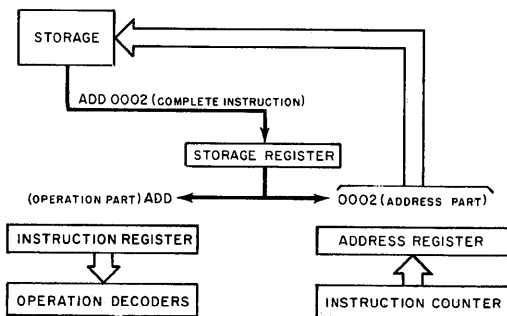 STORAGE
ADD 0002 (COMPLETE INSTRUCTION)
STORAGE REGISTER
(OPERATION PART) ADD
0002 (ADDRESS PART)
INSTRUCTION REGISTER
ADDRESS REGISTER
OPERATION DECODERS
INSTRUCTION COUNTER